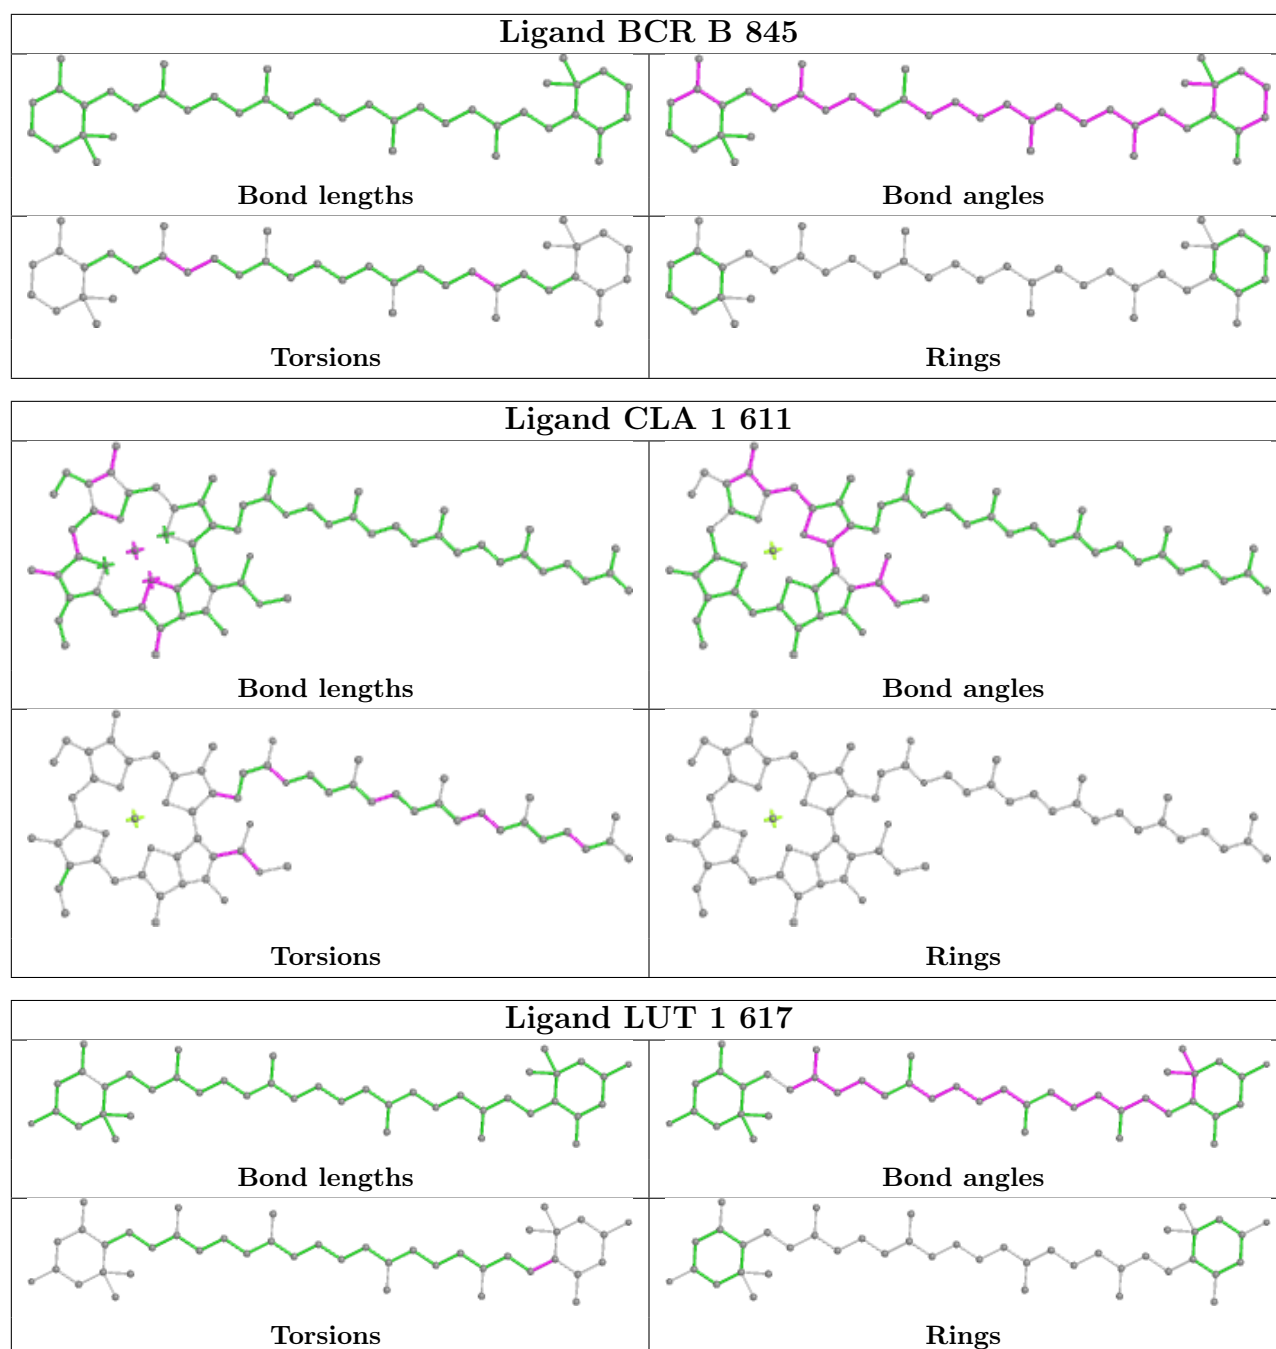 Ligand BCR B 845
Bond lengths
Bond angles
Torsions
Rings
Ligand CLA 1 611
Bond lengths
Bond angles
Torsions
Rings
Ligand LUT 1 617
Bond lengths
Bond angles
Torsions
Rings